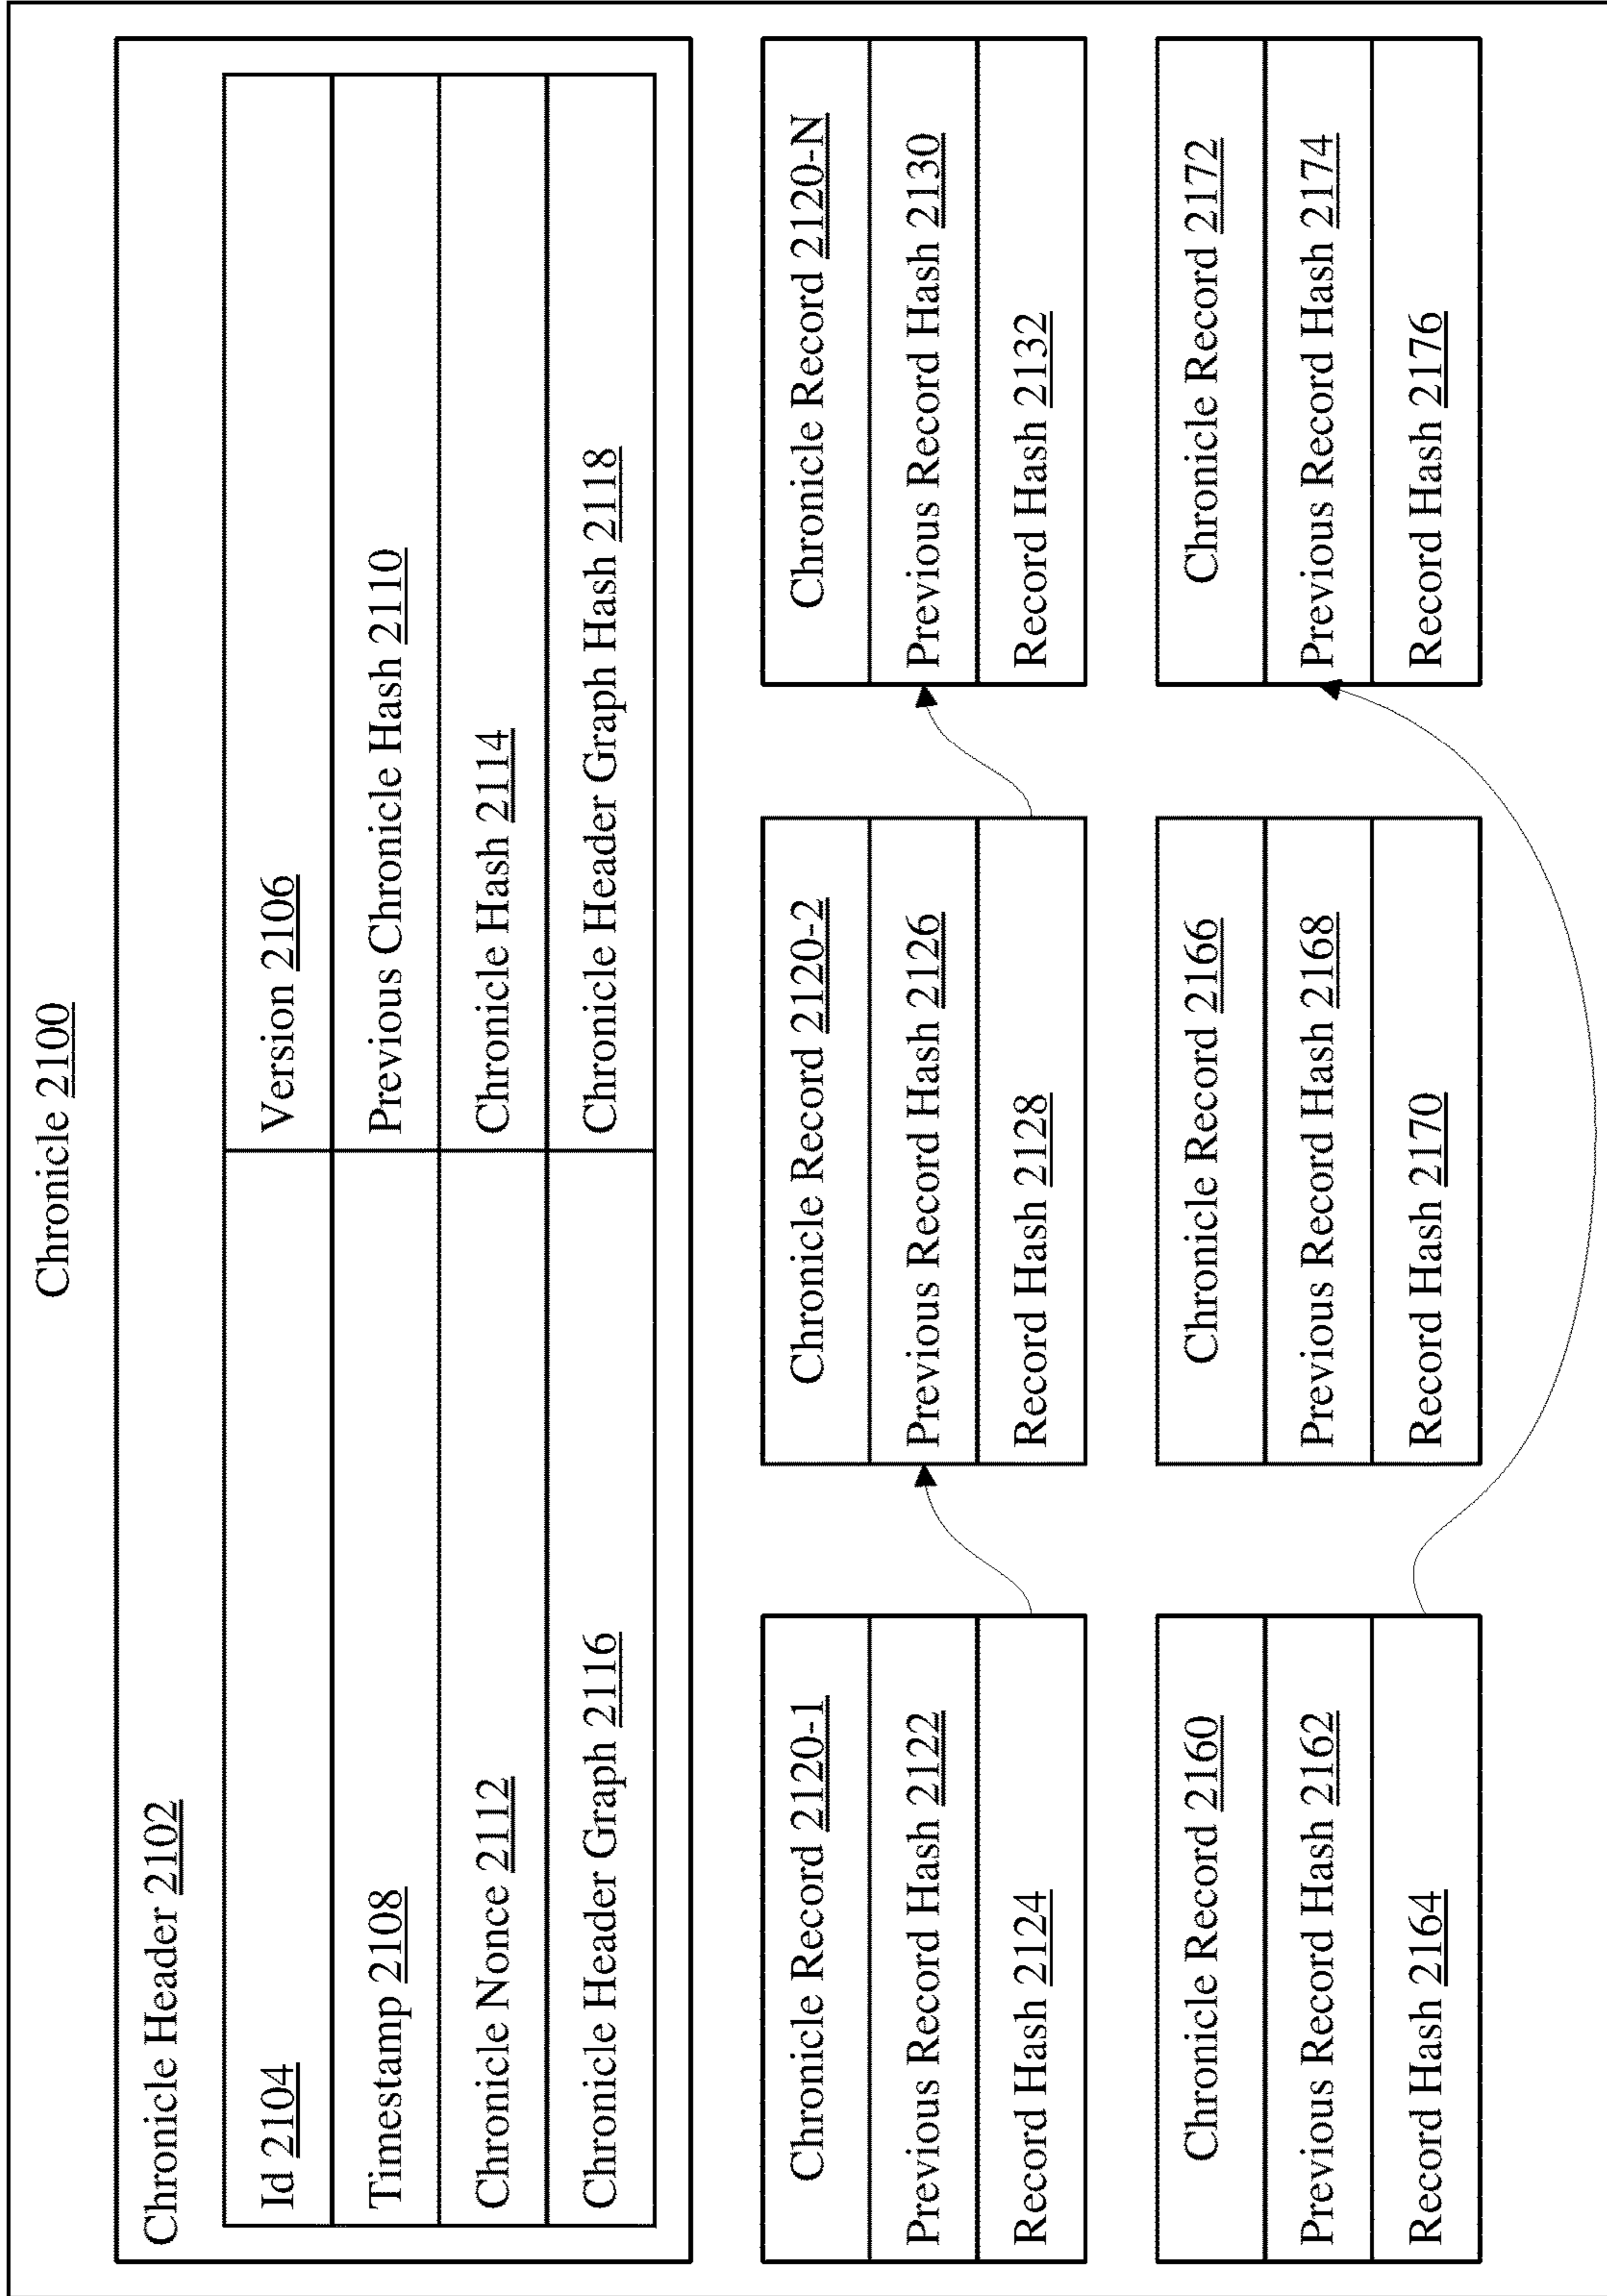 Chronicle 2100
Chronicle Header 2102
Id 2104
Version 2106
Timestamp 2108
Previous Chronicle Hash 2110
Chronicle Nonce 2112
Chronicle Hash 2114
Chronicle Header Graph 2116
Chronicle Header Graph Hash 2118
Chronicle Record 2120-1
Previous Record Hash 2122
Record Hash 2124
Chronicle Record 2120-2
Previous Record Hash 2126
Record Hash 2128
Chronicle Record 2120-N
Previous Record Hash 2130
Record Hash 2132
Chronicle Record 2160
Previous Record Hash 2162
Record Hash 2164
Chronicle Record 2166
Previous Record Hash 2168
Record Hash 2170
Chronicle Record 2172
Previous Record Hash 2174
Record Hash 2176